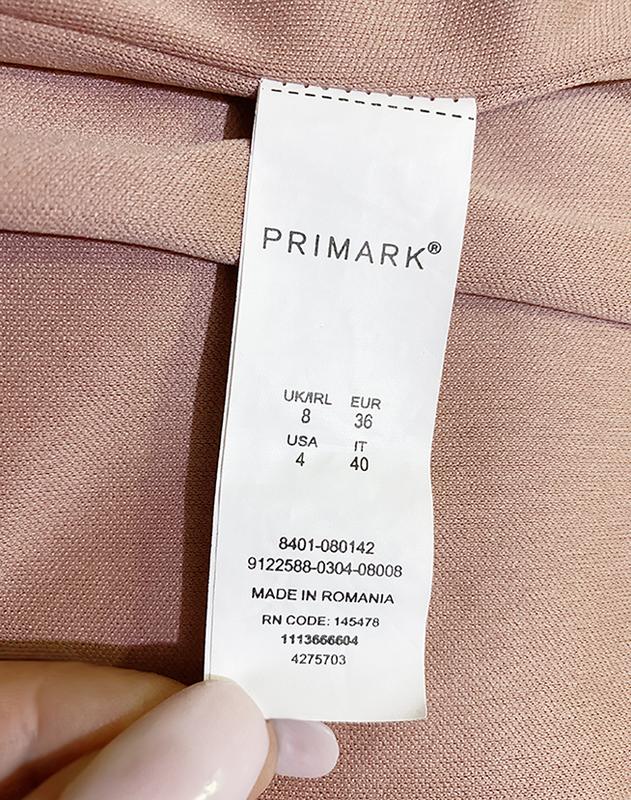 PRIMARK®
UK/IRL EUR
8 36
USA IT
4 40
8401-080142
9122588-0304-08008
MADE IN ROMANIA
RN CODE: 145478
1113666604
4275703